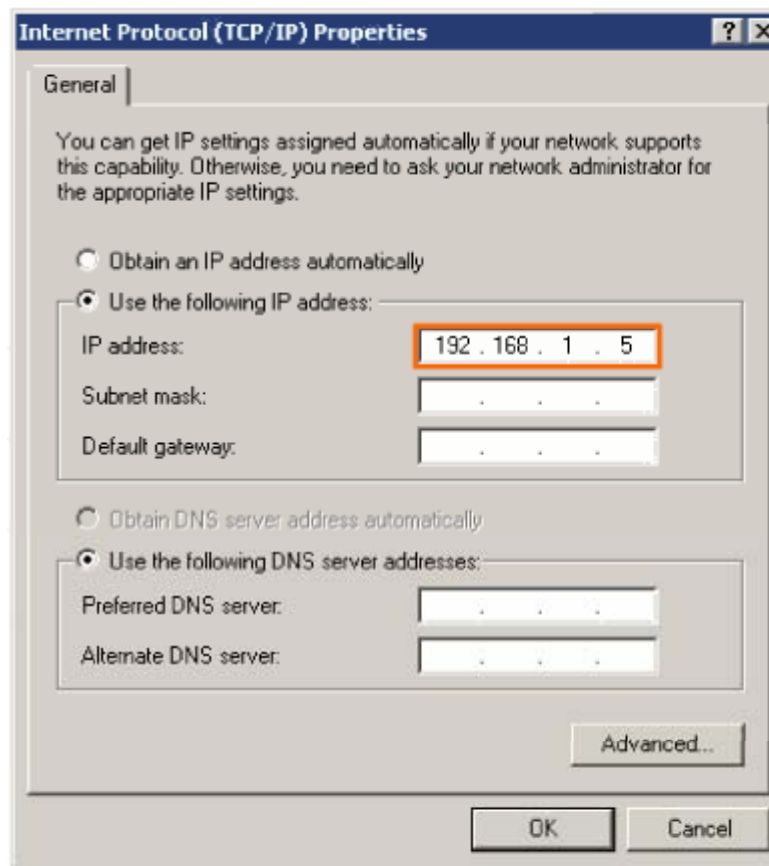 Internet Protocol (TCP/IP) Properties
General
You can get IP settings assigned automatically if your network supports
this capability. Otherwise, you need to ask your network administrator for
the appropriate IP settings.
Obtain an IP address automatically
Use the following IP address:
IP address: 192 . 168 . 1 . 5
Subnet mask: . . .
Default gateway: . . .
Obtain DNS server address automatically
Use the following DNS server addresses:
Preferred DNS server: . . .
Alternate DNS server: . . .
Advanced...
OK Cancel